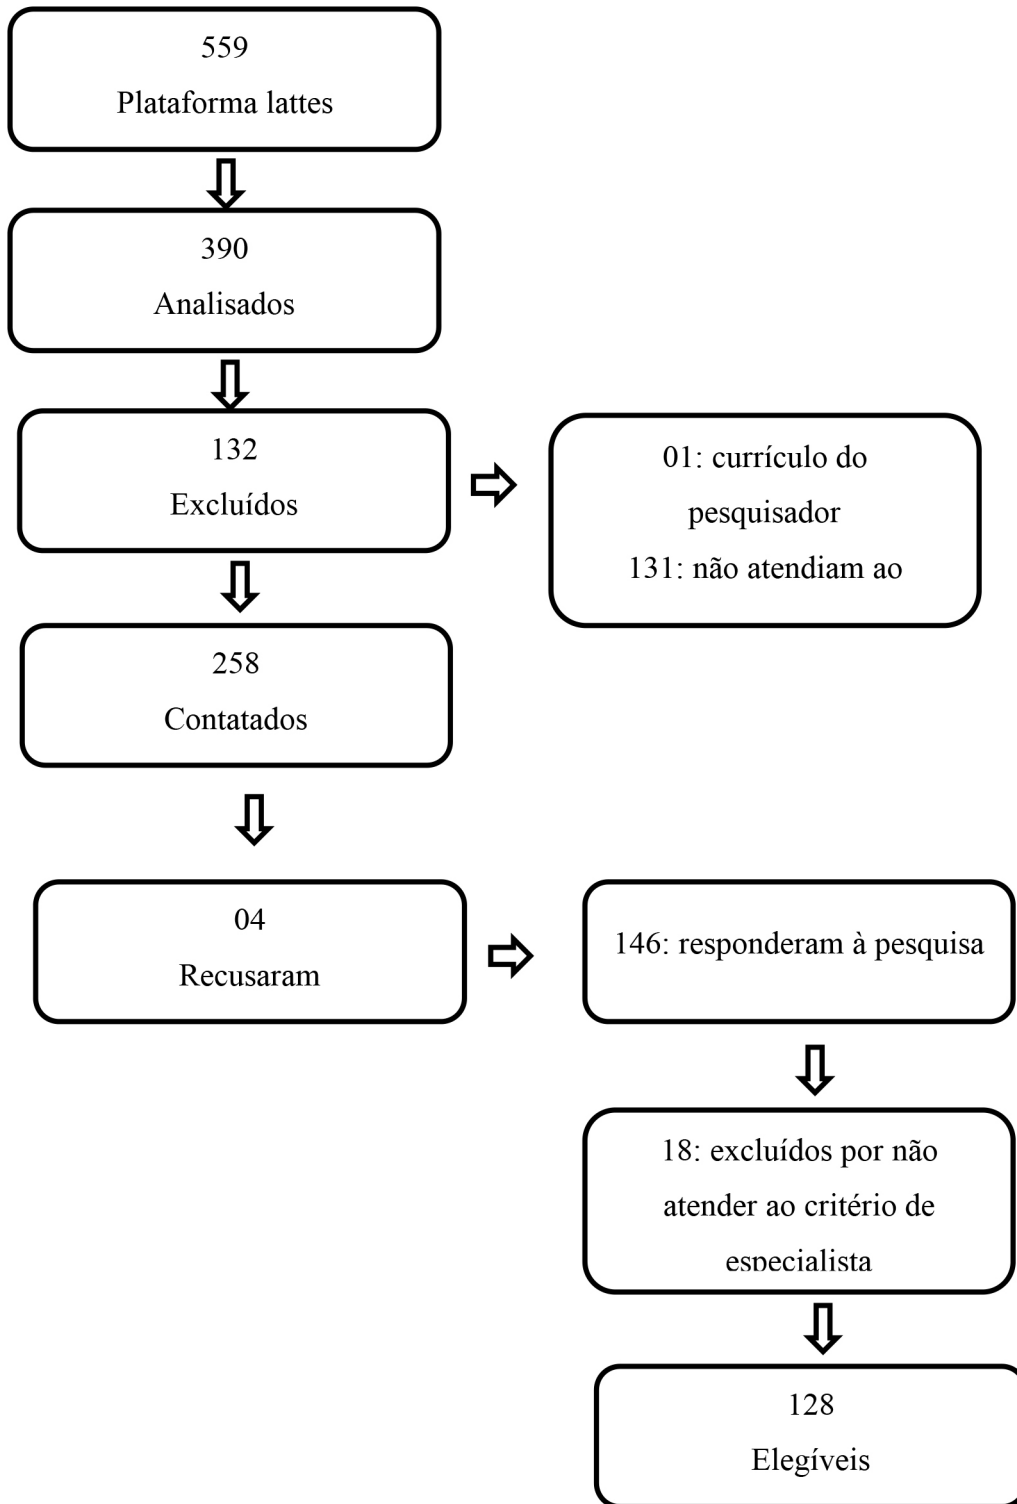 559
Plataforma lattes
390
Analisados
132
Excluídos
01: currículo do
pesquisador
131: não atendiam ao
258
Contatados
04
Recusaram
146: responderam à pesquisa
18: excluídos por não
atender ao critério de
especialista
128
Elegíveis